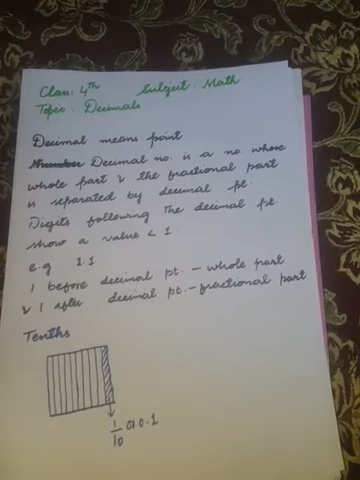 Class: 4th Subject: Math
Topic: Decimals
Decimal means point
Number Decimal no. is a no. whose
whole part & the fractional part
is separated by decimal pt.
Digits following the decimal pt.
show a value < 1.
e.g 1.1
1 before decimal pt. - whole part
& 1 after decimal pt. - fractional part
Tenths
1/10 or 0.1